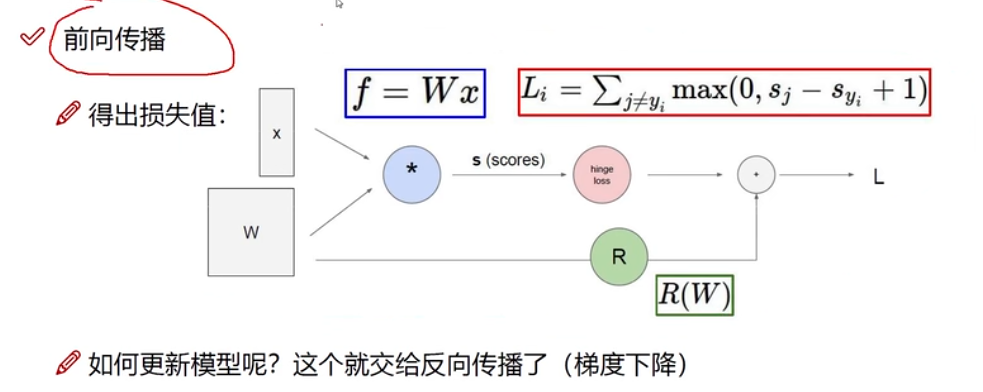 前向传播
得出损失值：
f = Wx
L_i = ∑_{j≠y_i} max(0, s_j − s_{y_i} + 1)
x
W
*
s (scores)
hinge
loss
+
L
R
R(W)
如何更新模型呢？这个就交给反向传播了（梯度下降）